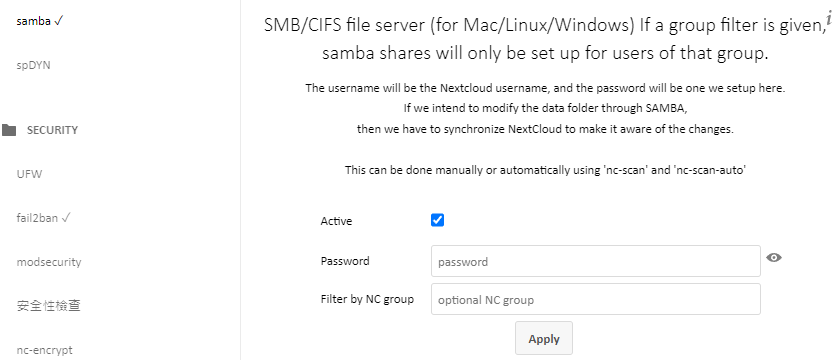 samba ✓
spDYN
SECURITY
UFW
fail2ban ✓
modsecurity
安全性檢查
nc-encrypt
i
SMB/CIFS file server (for Mac/Linux/Windows) If a group filter is given,
samba shares will only be set up for users of that group.
The username will be the Nextcloud username, and the password will be one we setup here.
If we intend to modify the data folder through SAMBA,
then we have to synchronize NextCloud to make it aware of the changes.
This can be done manually or automatically using 'nc-scan' and 'nc-scan-auto'
Active
Password password
Filter by NC group optional NC group
Apply